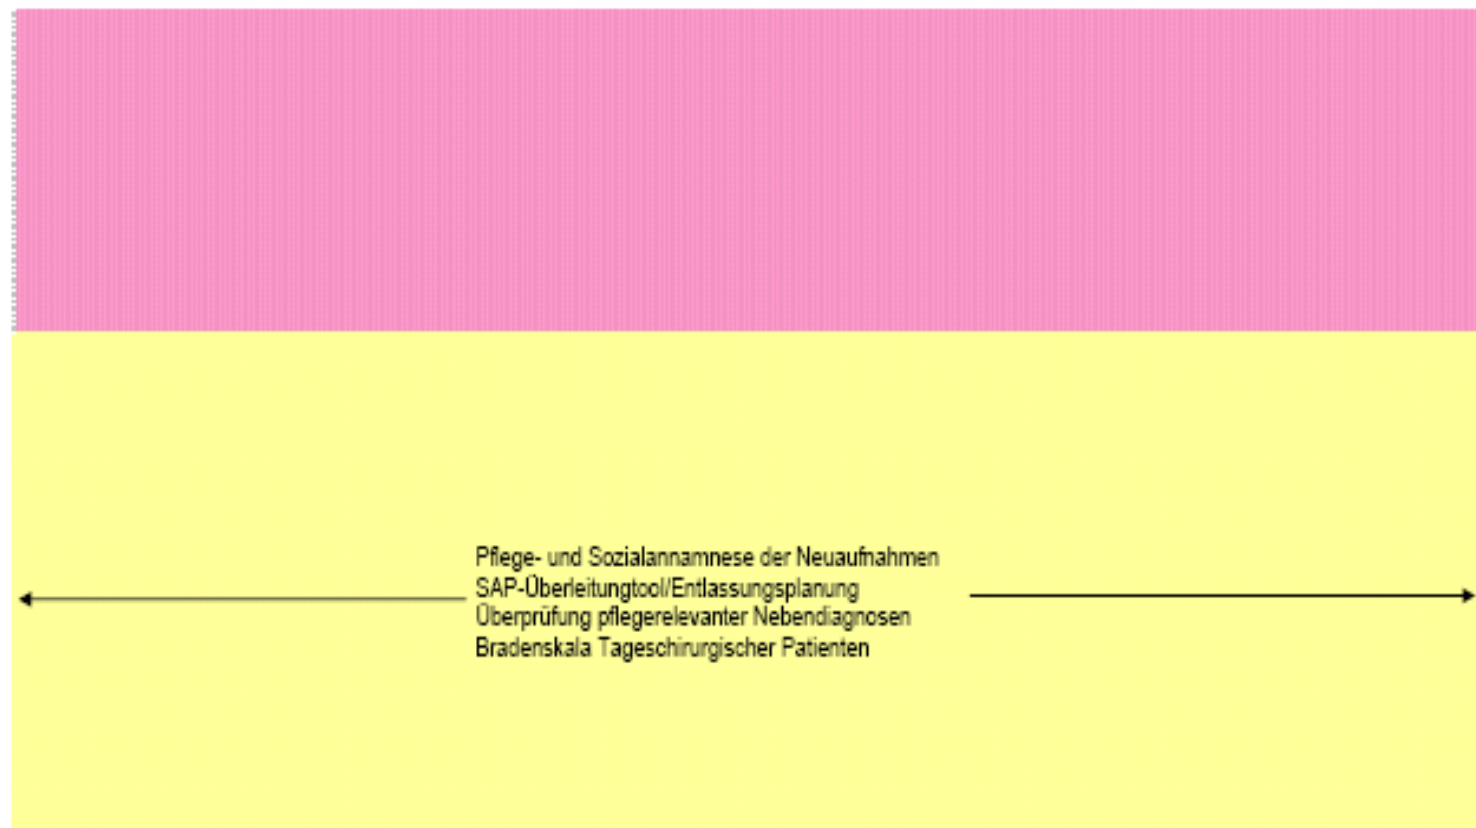 Pflege- und Sozialannamnese der Neuaufnahmen
SAP-Überleitungtool/Entlassungsplanung
Überprüfung pflegerelevanter Nebendiagnosen
Bradenskala Tageschirurgischer Patienten